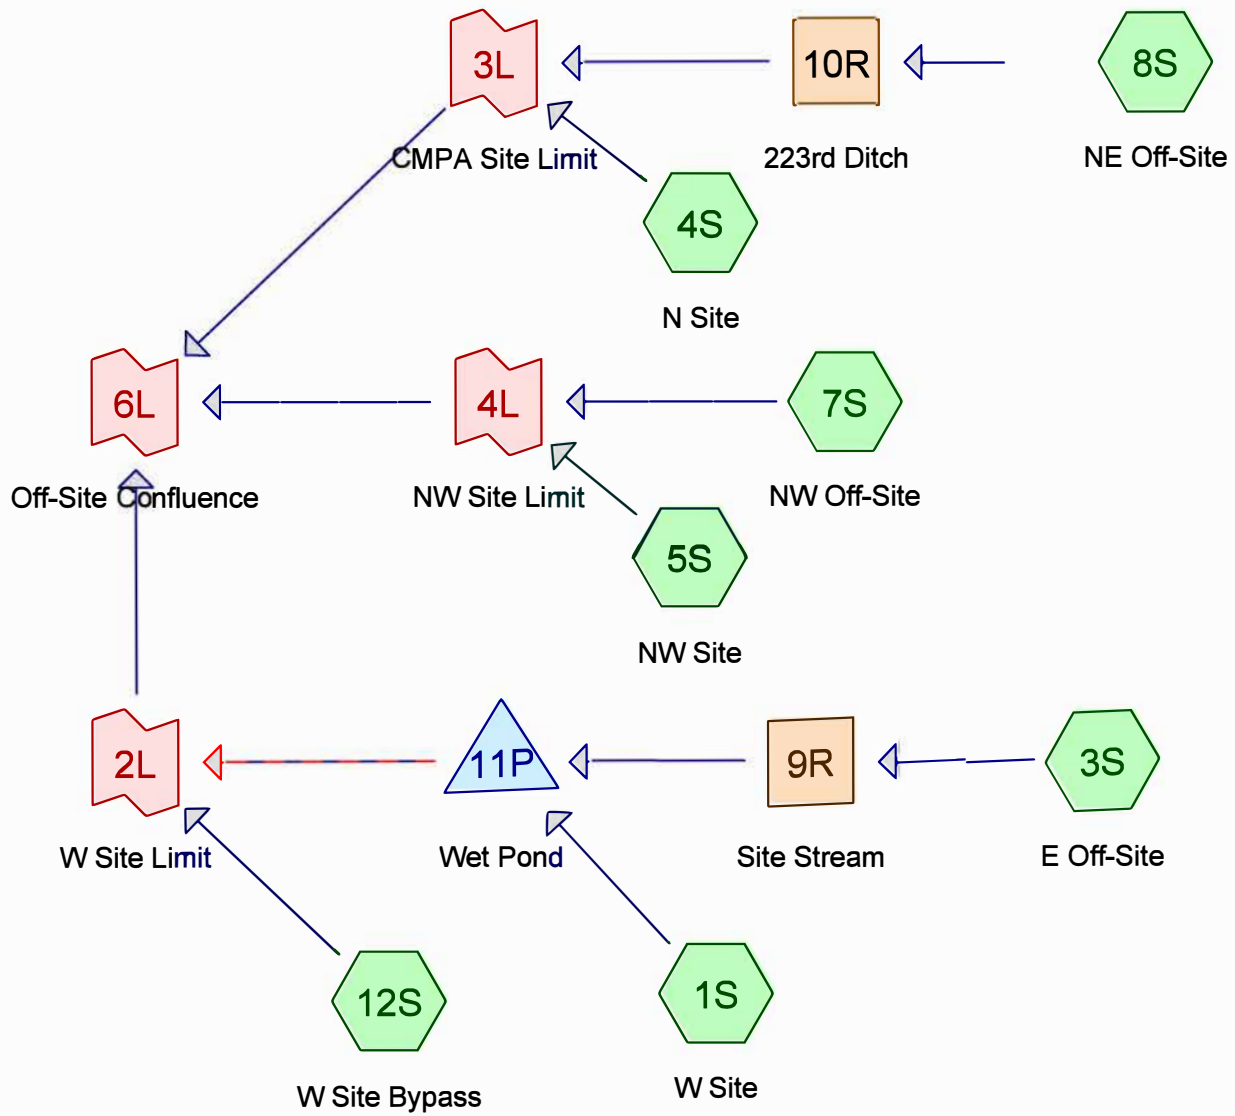 3L
10R
8S
CMPA Site Limit
223rd Ditch
NE Off-Site
4S
N Site
6L
4L
7S
Off-Site Confluence
NW Site Limit
NW Off-Site
5S
NW Site
2L
11P
9R
3S
W Site Limit
Wet Pond
Site Stream
E Off-Site
12S
1S
W Site Bypass
W Site